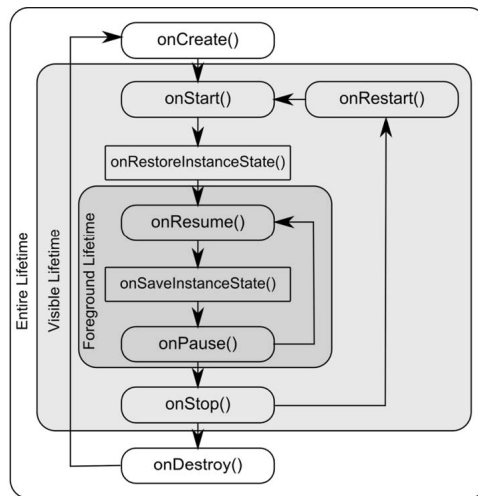 onCreate()
onStart()
onRestart()
onRestoreInstanceState()
onResume()
onSaveInstanceState()
onPause()
onStop()
onDestroy()
Entire Lifetime
Visible Lifetime
Foreground Lifetime